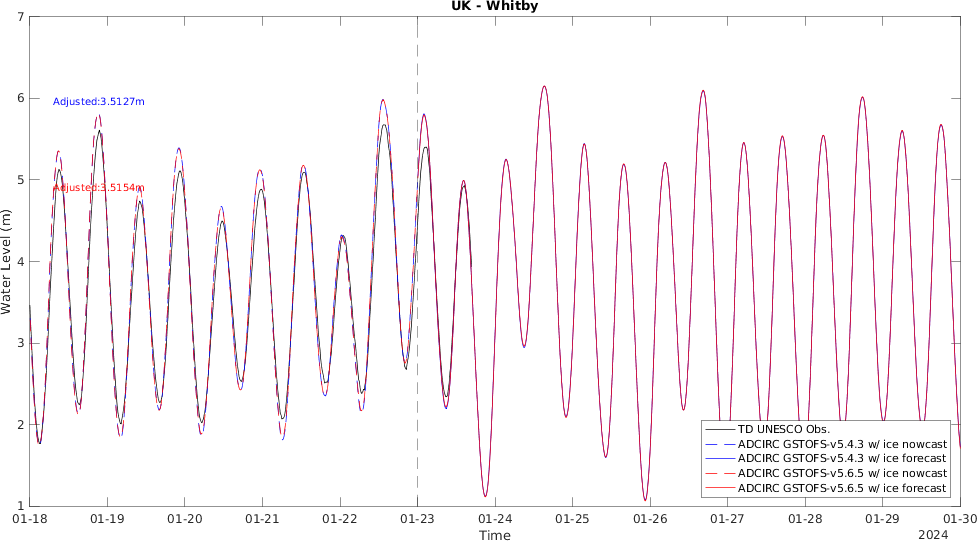 UK - Whitby
7
6
5
4
3
2
1
Water Level (m)
Adjusted:3.5127m
Adjusted:3.5154m
TD UNESCO Obs.
ADCIRC GSTOFS-v5.4.3 w/ ice nowcast
ADCIRC GSTOFS-v5.4.3 w/ ice forecast
ADCIRC GSTOFS-v5.6.5 w/ ice nowcast
ADCIRC GSTOFS-v5.6.5 w/ ice forecast
01-18 01-19 01-20 01-21 01-22 01-23 01-24 01-25 01-26 01-27 01-28 01-29 01-30
Time
2024